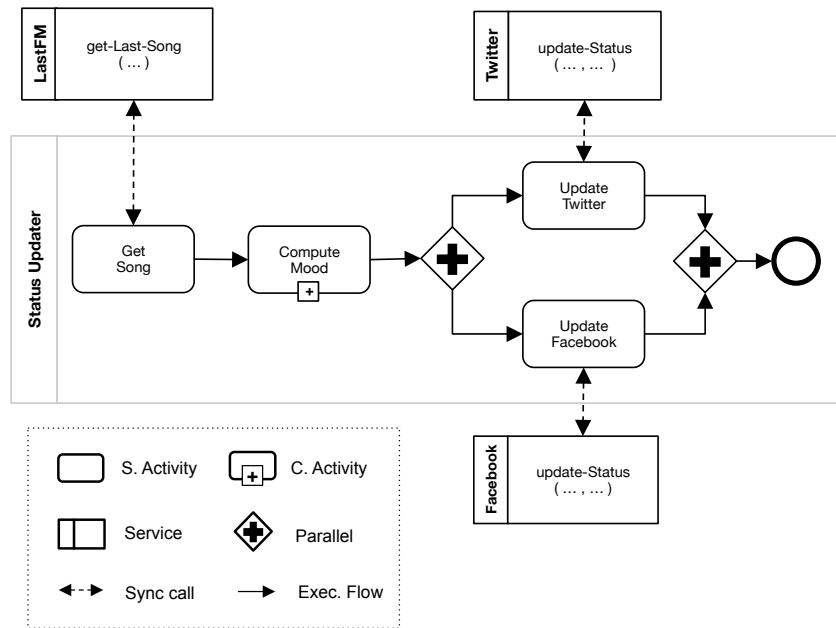 LastFM
get-Last-Song
( ... )
Twitter
update-Status
( ... , ... )
Status Updater
Get
Song
Compute
Mood
Update
Twitter
Update
Facebook
Facebook
update-Status
( ... , ... )
S. Activity
C. Activity
Service
Parallel
Sync call
Exec. Flow